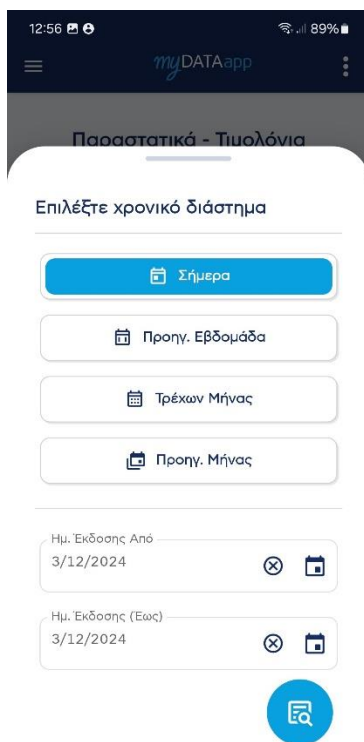 12:56 89%
myDATAapp
Παραστατικά - Τιμολόγια
Επιλέξτε χρονικό διάστημα
Σήμερα
Προηγ. Εβδομάδα
Τρέχων Μήνας
Προηγ. Μήνας
Ημ. Έκδοσης Από
3/12/2024
Ημ. Έκδοσης (Έως)
3/12/2024